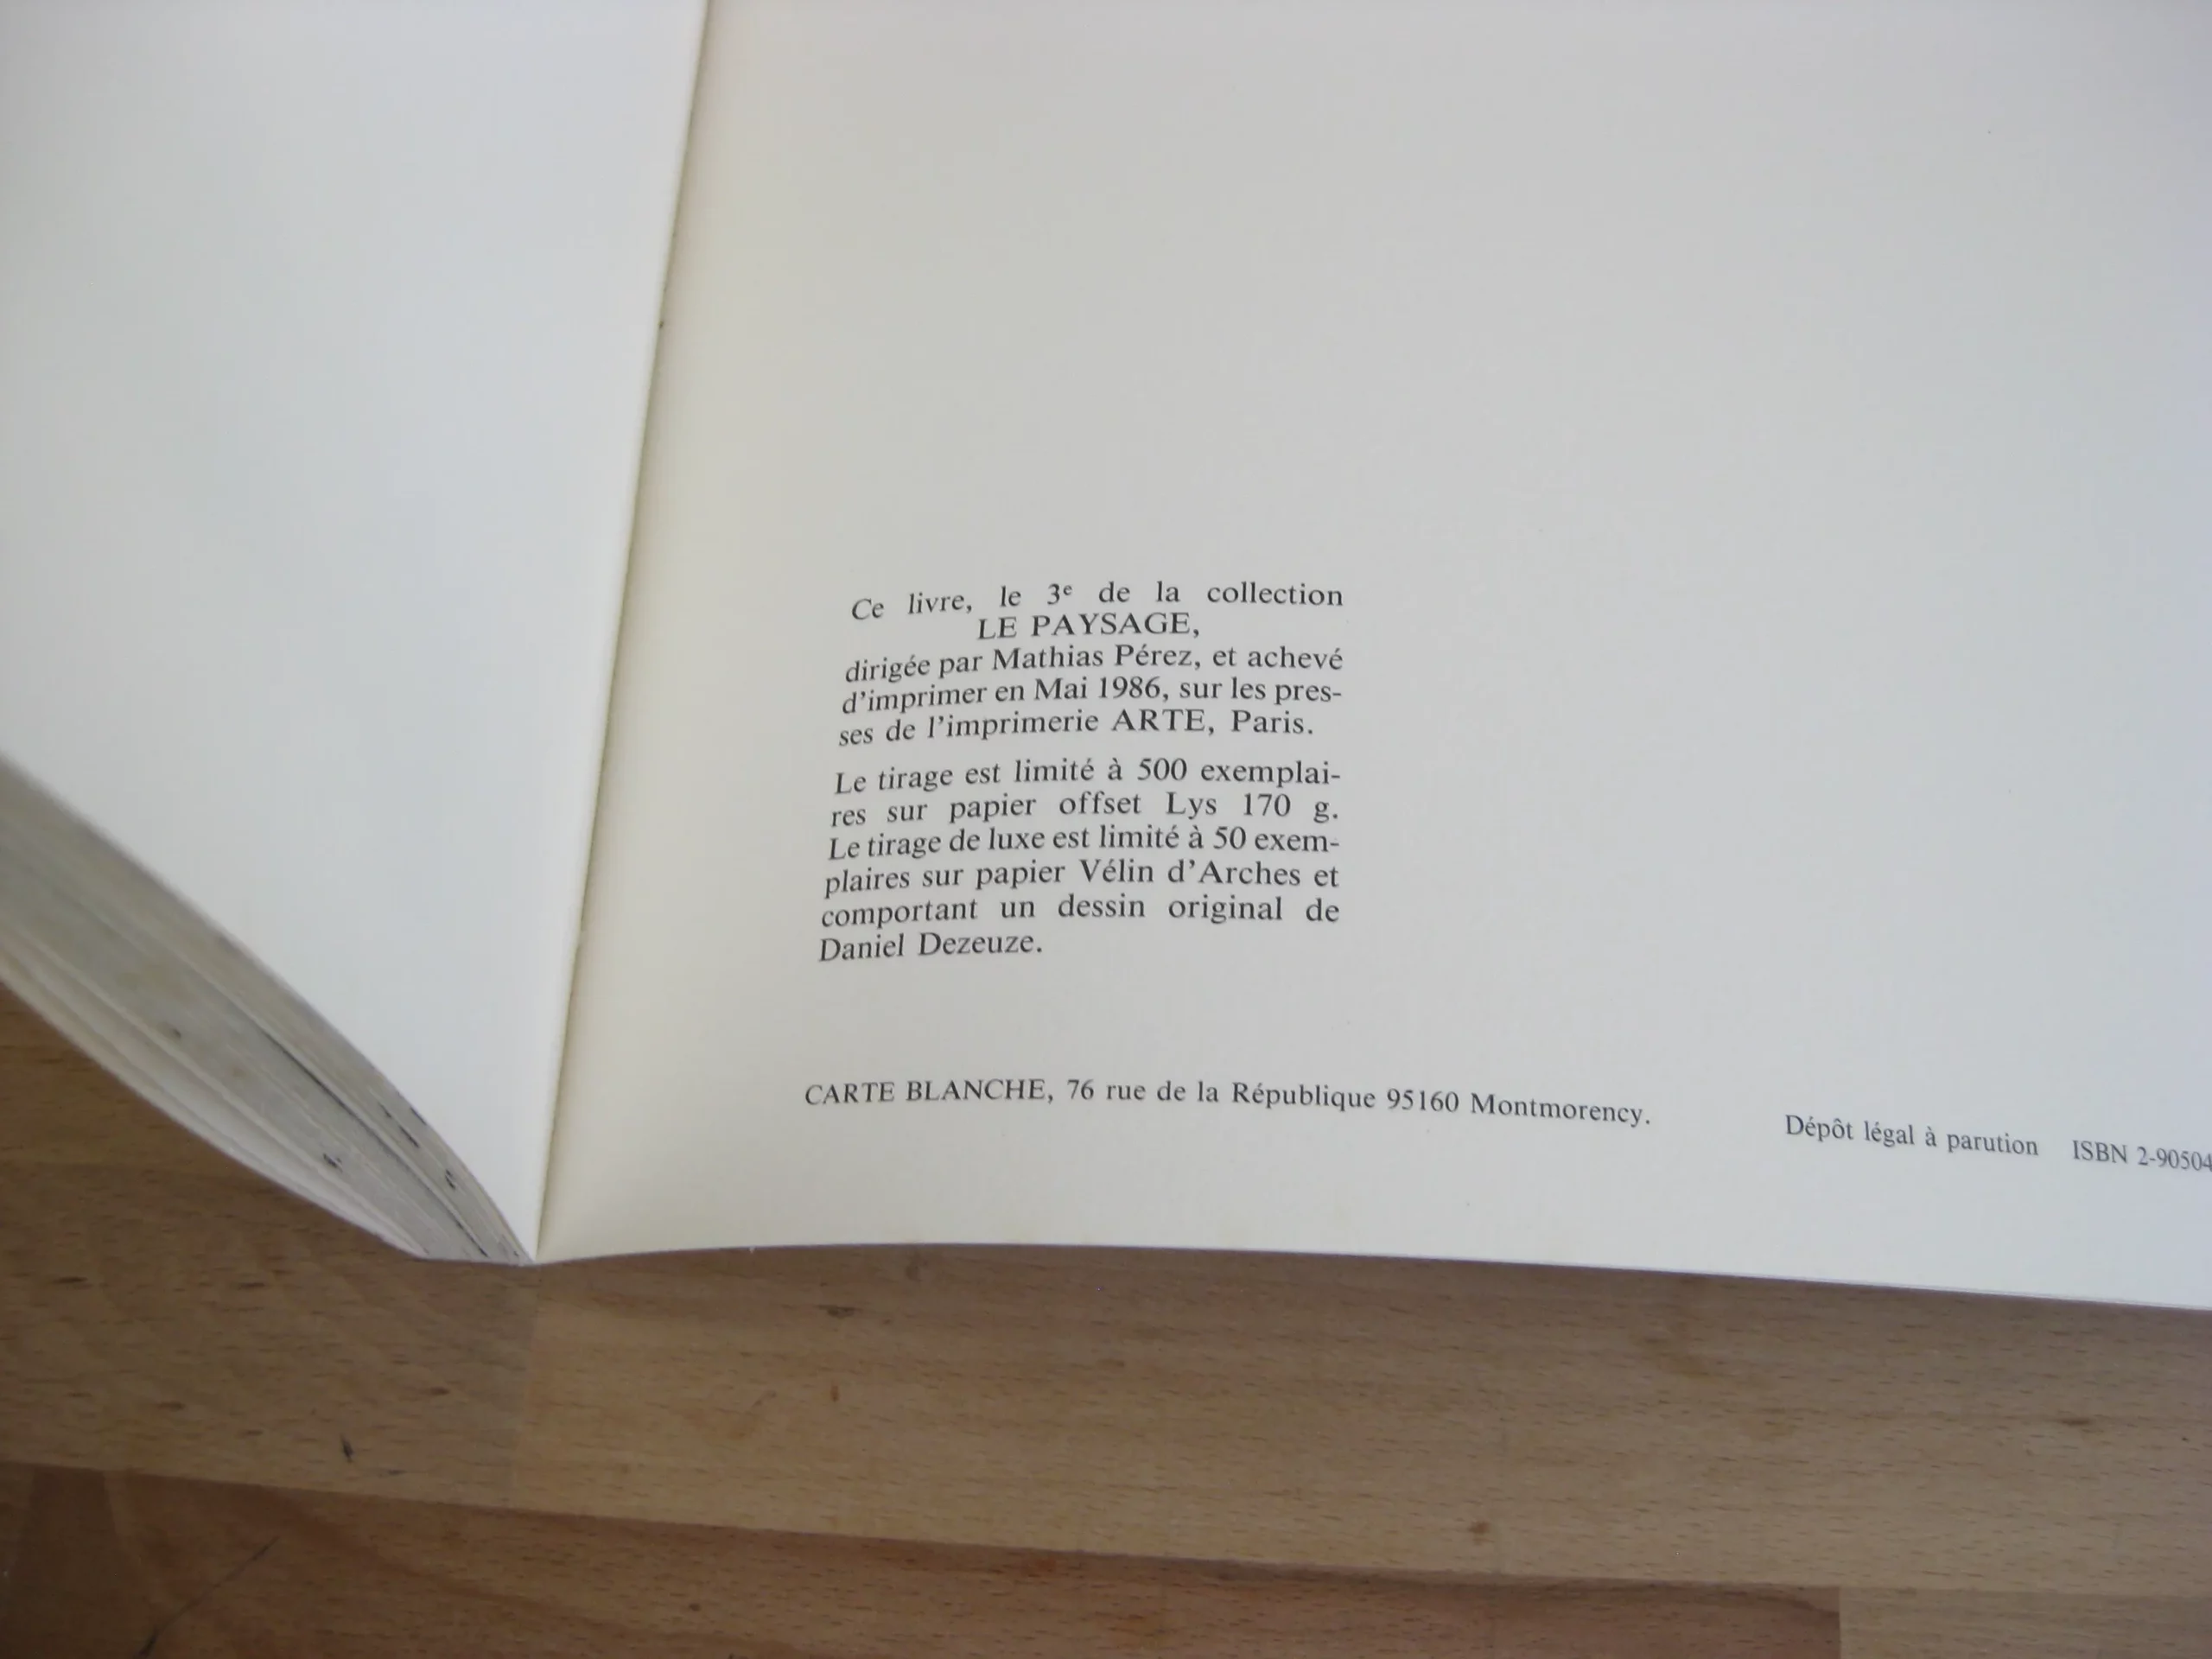 Ce livre, le 3e de la collection
LE PAYSAGE,
dirigée par Mathias Pérez, et achevé
d'imprimer en Mai 1986, sur les pres-
ses de l'imprimerie ARTE, Paris.
Le tirage est limité à 500 exemplai-
res sur papier offset Lys 170 g.
Le tirage de luxe est limité à 50 exem-
plaires sur papier Vélin d'Arches et
comportant un dessin original de
Daniel Dezeuze.
CARTE BLANCHE, 76 rue de la République 95160 Montmorency.
Dépôt légal à parution ISBN 2-90504